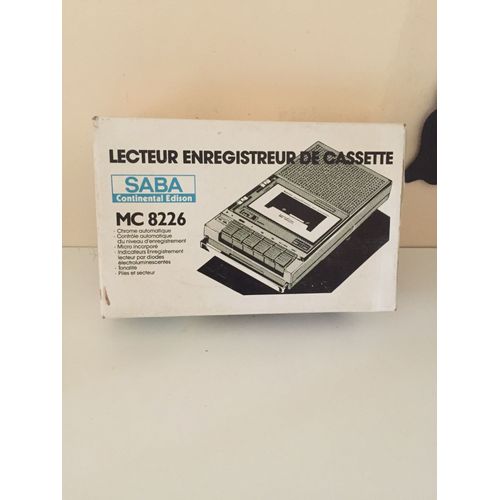 LECTEUR ENREGISTREUR DE CASSETTE
SABA
Continental Edison
MC 8226
- Chrome automatique
- Contrôle automatique
du niveau d'enregistrement
- Micro incorporé
- Indicateurs Enregistrement
lecteur par diodes
électroluminescentes
- Tonalité
- Piles et secteur